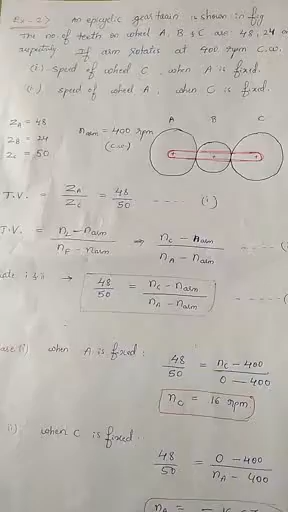 Ex-2> An epicyclic gear train is shown in fig
The no. of teeth on wheel A, B & C are 48, 24 
If arm rotates at 400 rpm C.W.
(i) speed of wheel C, when A is fixed.
speed of wheel A, when C is fixed.
ZA = 48
ZB = 24
ZC = 50
narm = 400 rpm
(C.W)
A B C
T.V. = ZA/ZC = 48/50 ---- (i)
T.V. = nL - narm / nF - narm ⇒ nC - narm / nA - narm
→ 48/50 = nC - narm / nA - narm
when A is fixed: 48/50 = nC - 400 / 0 - 400
nC = 16 rpm
when C is fixed.
48/50 = 0 - 400 / nA - 400